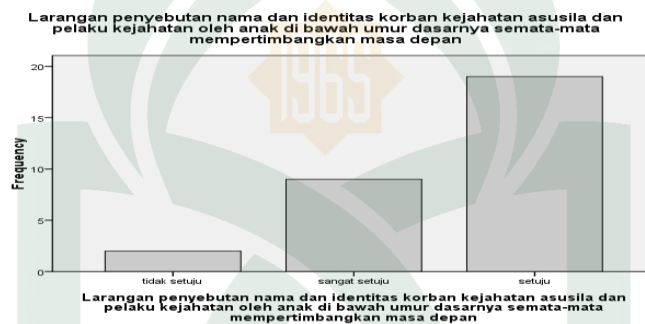 Larangan penyebutan nama dan identitas korban kejahatan asusila dan
pelaku kejahatan oleh anak di bawah umur dasarnya semata-mata
mempertimbangkan masa depan
1965
20
15
10
5
0
Frequency
tidak setuju
sangat setuju
setuju
Larangan penyebutan nama dan identitas korban kejahatan asusila dan
pelaku kejahatan oleh anak di bawah umur dasarnya semata-mata
mempertimbangkan masa depan